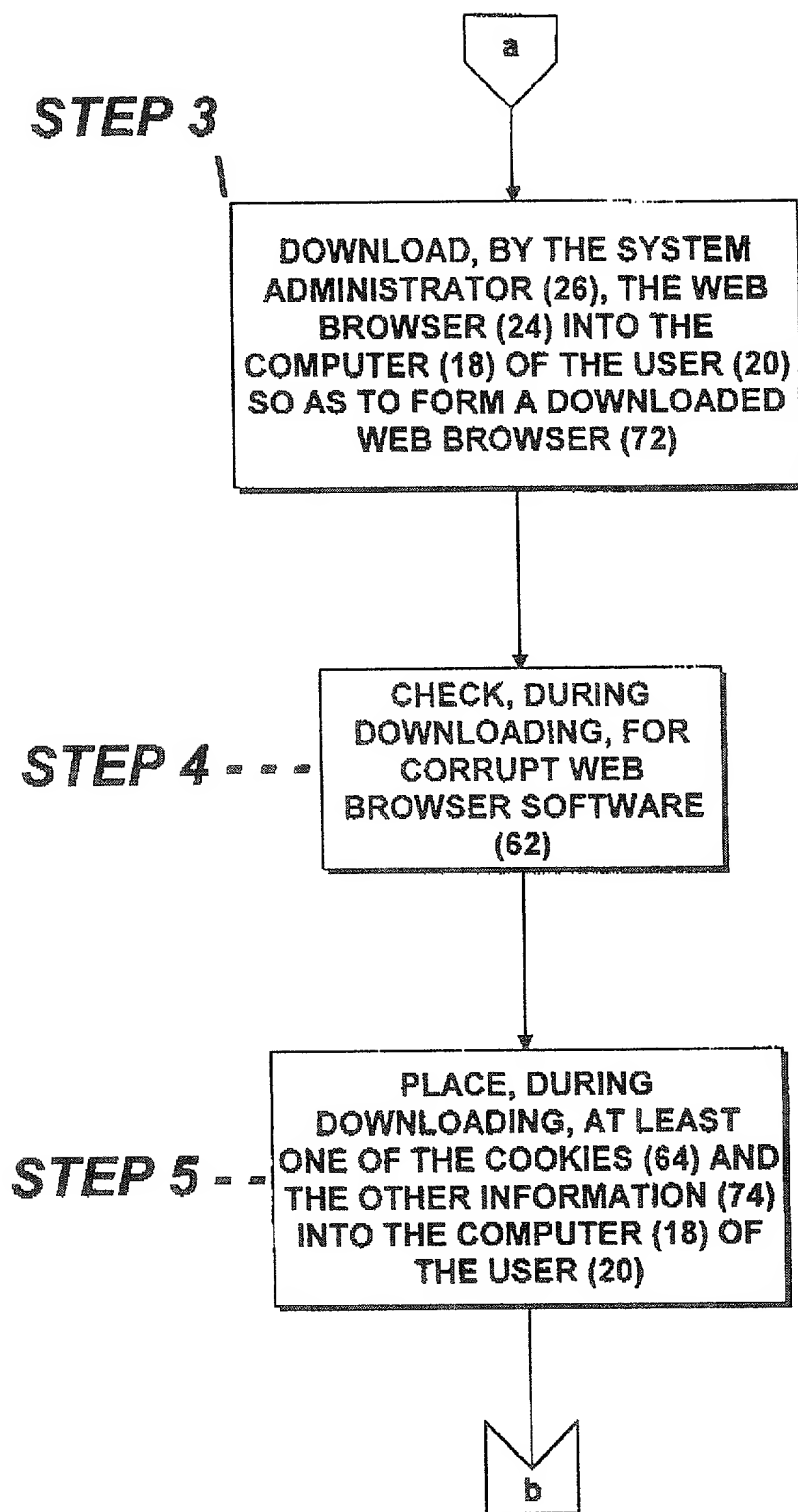 a
STEP 3
DOWNLOAD, BY THE SYSTEM
ADMINISTRATOR (26), THE WEB
BROWSER (24) INTO THE
COMPUTER (18) OF THE USER (20)
SO AS TO FORM A DOWNLOADED
WEB BROWSER (72)
STEP 4
CHECK, DURING
DOWNLOADING, FOR
CORRUPT WEB
BROWSER SOFTWARE
(62)
STEP 5
PLACE, DURING
DOWNLOADING, AT LEAST
ONE OF THE COOKIES (64) AND
THE OTHER INFORMATION (74)
INTO THE COMPUTER (18) OF
THE USER (20)
b